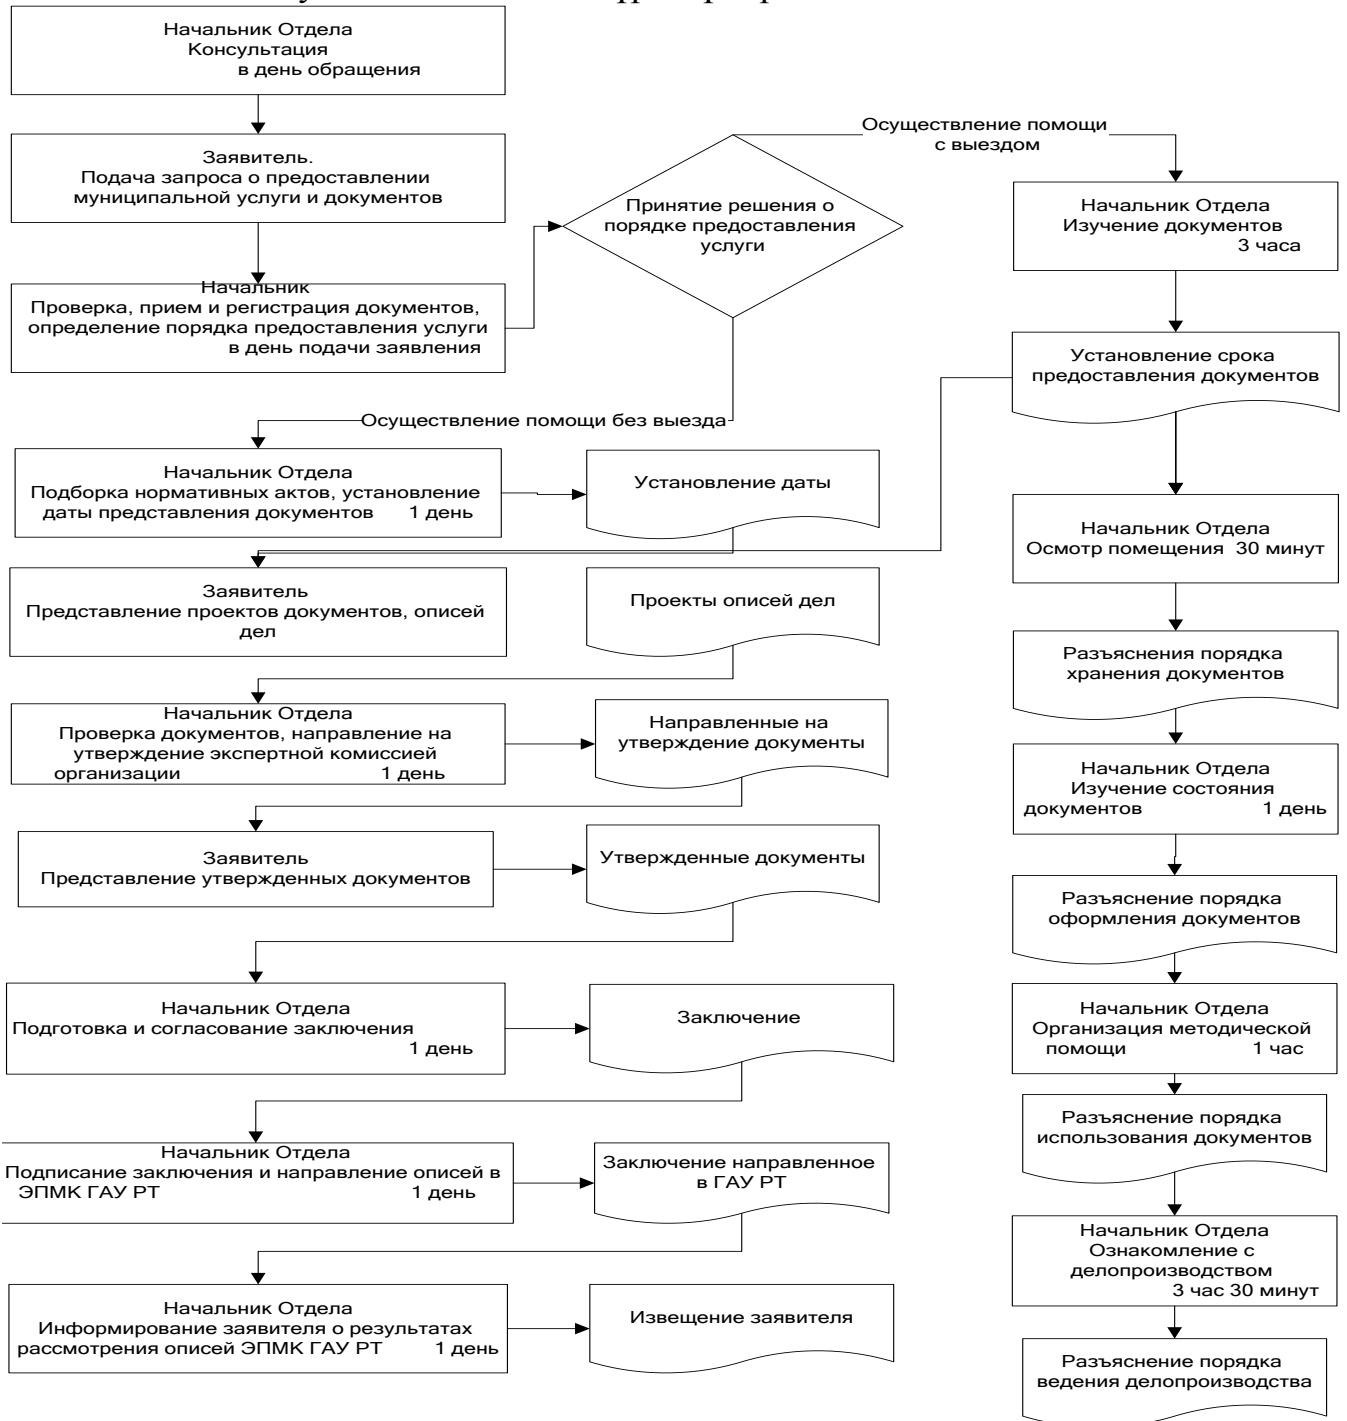 Начальник Отдела
Консультация
в день обращения
Заявитель.
Подача запроса о предоставлении
муниципальной услуги и документов
Начальник
Проверка, прием и регистрация документов,
определение порядка предоставления услуги
в день подачи заявления
Принятие решения о
порядке предоставления
услуги
Осуществление помощи
с выездом
Осуществление помощи без выезда
Начальник Отдела
Подборка нормативных актов, установление
даты представления документов 1 день
Установление даты
Заявитель
Представление проектов документов, описей
дел
Проекты описей дел
Начальник Отдела
Проверка документов, направление на
утверждение экспертной комиссией
организации 1 день
Направленные на
утверждение документы
Заявитель
Представление утвержденных документов
Утвержденные документы
Начальник Отдела
Подготовка и согласование заключения
1 день
Заключение
Начальник Отдела
Подписание заключения и направление описей в
ЭПМК ГАУ РТ 1 день
Заключение направленное
в ГАУ РТ
Начальник Отдела
Информирование заявителя о результатах
рассмотрения описей ЭПМК ГАУ РТ 1 день
Извещение заявителя
Начальник Отдела
Изучение документов
3 часа
Установление срока
предоставления документов
Начальник Отдела
Осмотр помещения 30 минут
Разъяснения порядка
хранения документов
Начальник Отдела
Изучение состояния
документов 1 день
Разъяснение порядка
оформления документов
Начальник Отдела
Организация методической
помощи 1 час
Разъяснение порядка
использования документов
Начальник Отдела
Ознакомление с
делопроизводством
3 час 30 минут
Разъяснение порядка
ведения делопроизводства